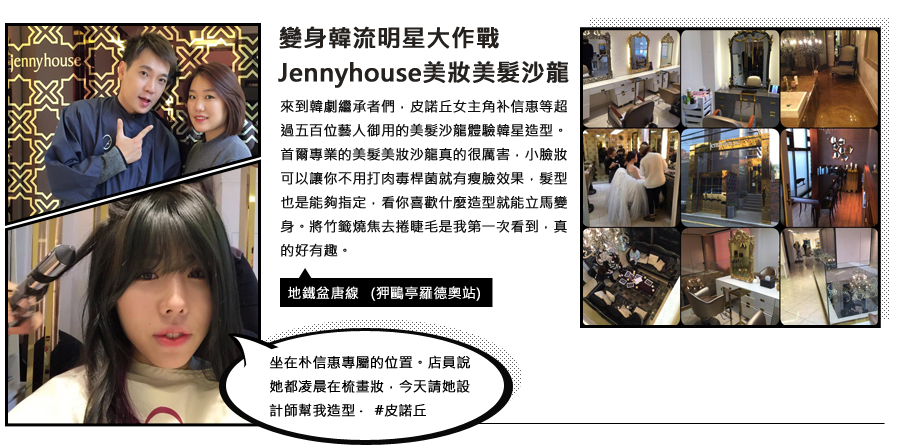 Jennyhouse
變身韓流明星大作戰
Jennyhouse美妝美髮沙龍
來到韓劇繼承者們，皮諾丘女主角补信惠等超
過五百位藝人御用的美髮沙龍體驗韓星造型。
首爾專業的美髮美妝沙龍真的很厲害，小臉妝
可以讓你不用打肉毒桿菌就有瘦臉效果，髮型
也是能夠指定，看你喜歡什麼造型就能立馬變
身。將竹籤燒焦去捲睫毛是我第一次看到，真
的好有趣。
地鐵盆唐線 (狎鷗亭羅德奧站)
坐在朴信惠專屬的位置。店員說
她都凌晨在梳畫妝，今天請她設
計師幫我造型． #皮諾丘